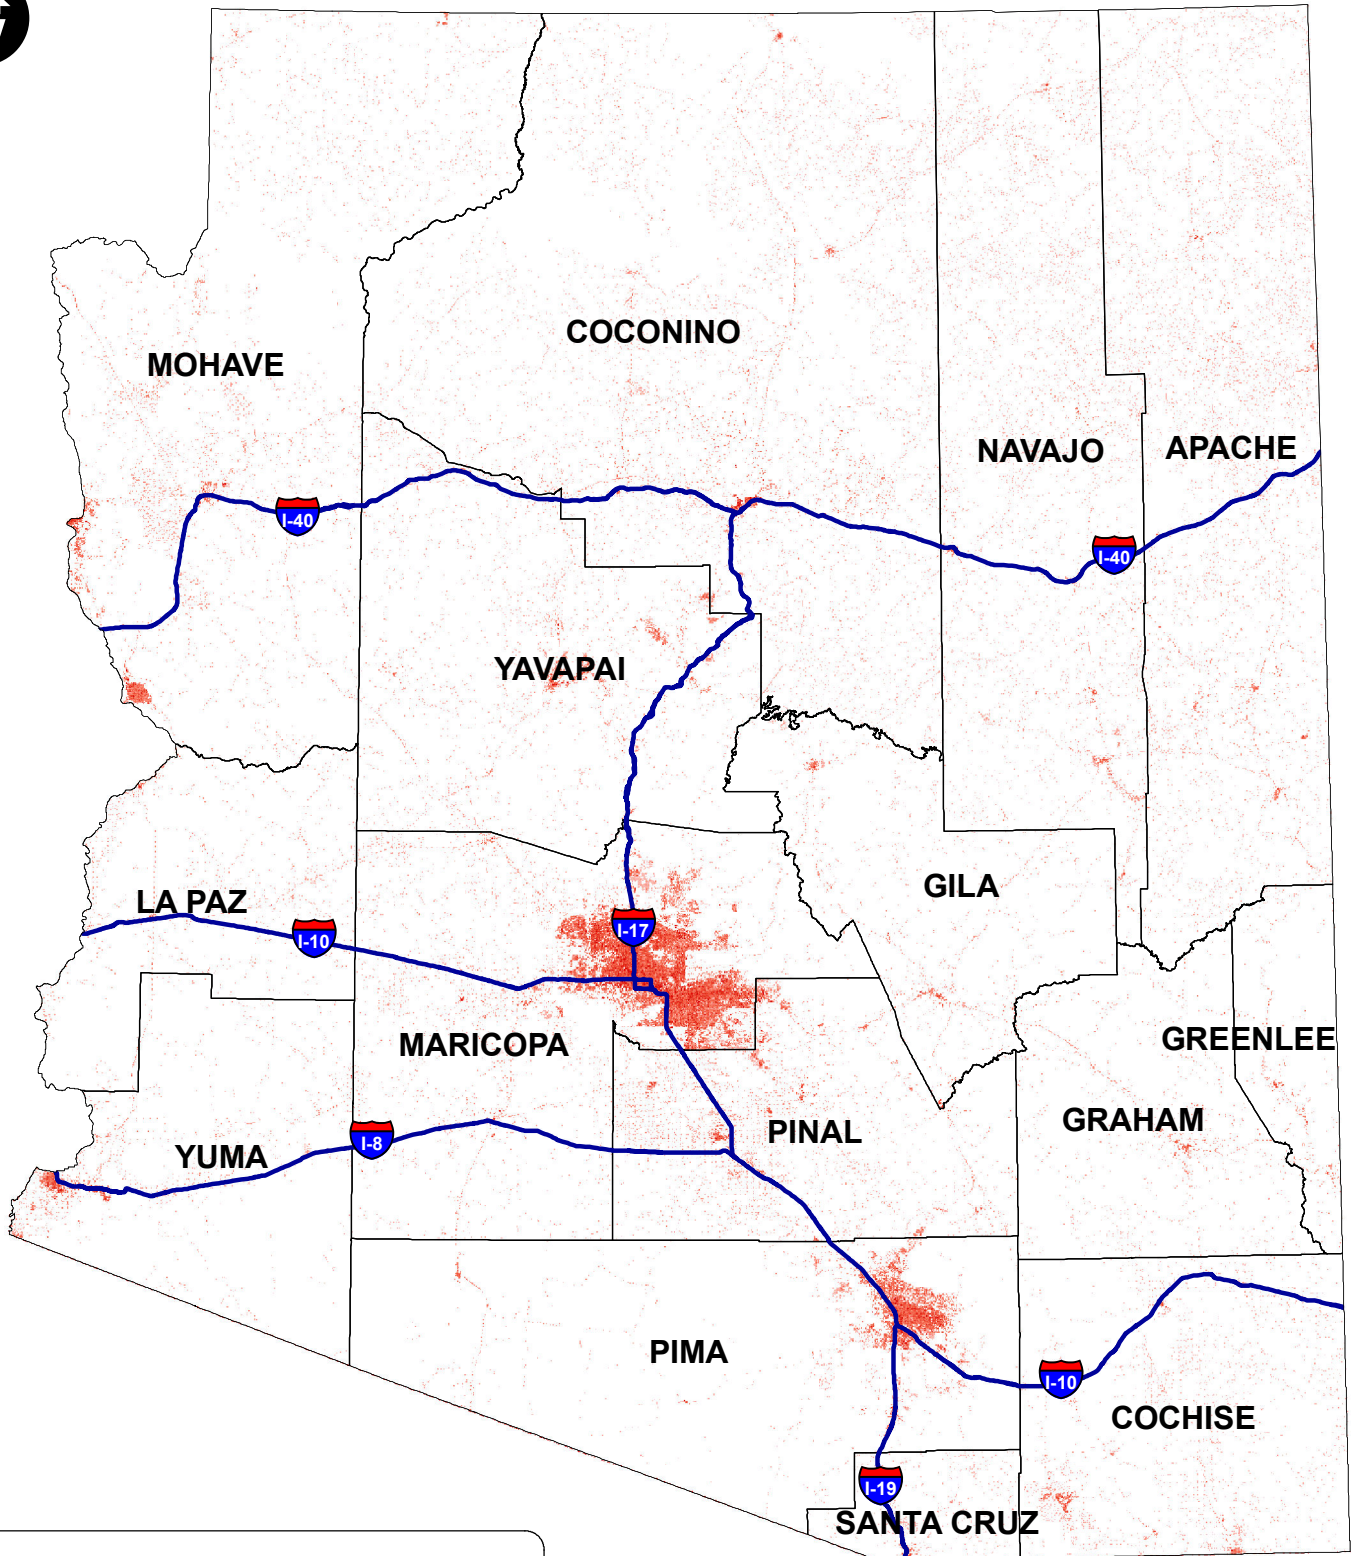 COCONINO
MOHAVE
NAVAJO
APACHE
I-40
I-40
YAVAPAI
GILA
LA PAZ
I-17
I-10
GREENLEE
MARICOPA
GRAHAM
PINAL
I-8
YUMA
PIMA
I-10
COCHISE
I-19
SANTA CRUZ